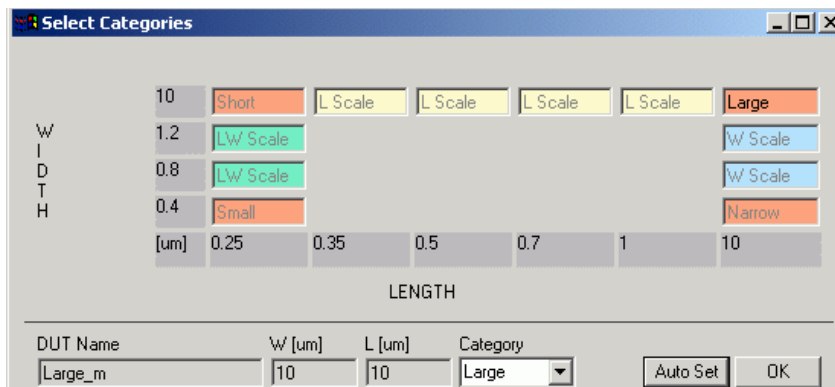 Select Categories
10 Short L Scale L Scale L Scale L Scale Large
1.2 LW Scale W Scale
0.8 LW Scale W Scale
0.4 Small Narrow
WIDTH
[um] 0.25 0.35 0.5 0.7 1 10
LENGTH
DUT Name W [um] L [um] Category
Large_m 10 10 Large Auto Set OK